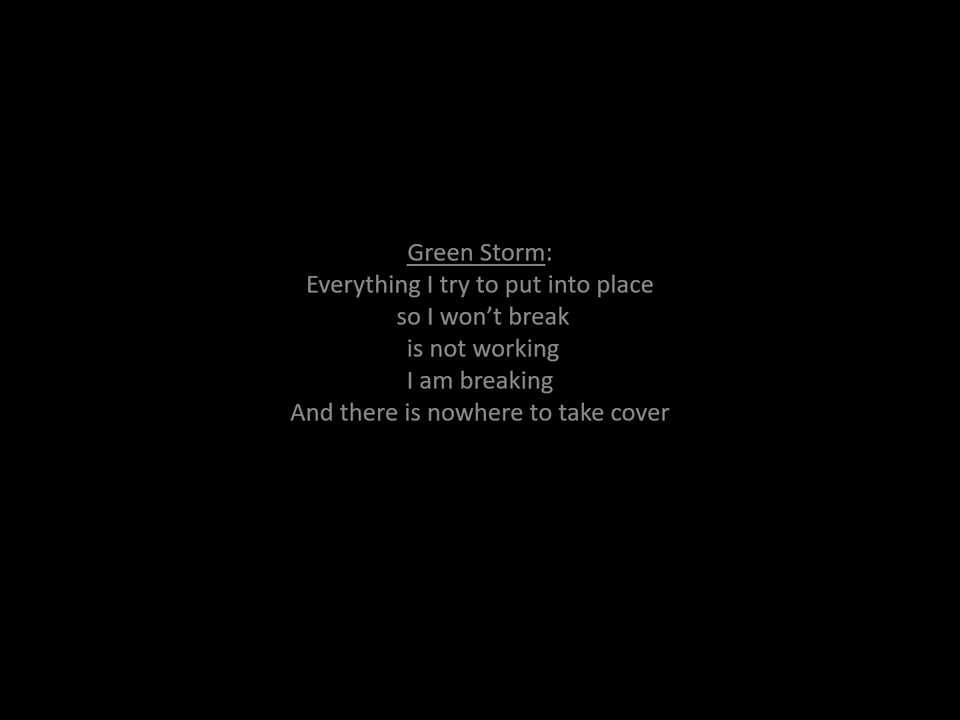 Green Storm:
Everything I try to put into place
so I won’t break
is not working
I am breaking
And there is nowhere to take cover